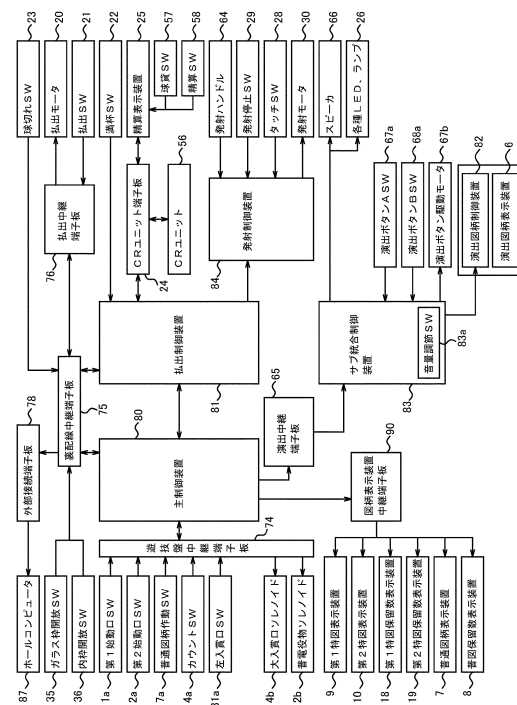 23
球切れSW
20
払出モータ
21
払出SW
22
満杯SW
25
精算表示装置
57
球貸SW
58
精算SW
64
発射ハンドル
29
発射停止SW
28
タッチSW
30
発射モータ
66
スピーカ
26
各種LED、ランプ
払出中継
端子板
76
CRユニット端子板
24
56
CRユニット
発射制御装置
84
67a
演出ボタンASW
68a
演出ボタンBSW
67b
演出ボタン駆動モータ
82
演出図柄制御装置
6
演出図柄表示装置
78
外部接続端子板
裏配線中継端子板
75
払出制御装置
81
サブ統合制御
装置
音量調節SW
83a
83
80
主制御装置
65
演出中継
端子板
90
図柄表示装置
中継端子板
遊技盤中継端子板
74
87
ホールコンピュータ
35
ガラス枠開放SW
36
内枠開放SW
1a
第1始動口SW
2a
第2始動口SW
7a
普通図柄作動SW
4a
カウントSW
31a
左入賞口SW
4b
大入賞口ソレノイド
2b
普電役物ソレノイド
9
第1特図表示装置
10
第2特図表示装置
18
第1特図保留数表示装置
19
第2特図保留数表示装置
7
普通図柄表示装置
8
普図保留数表示装置